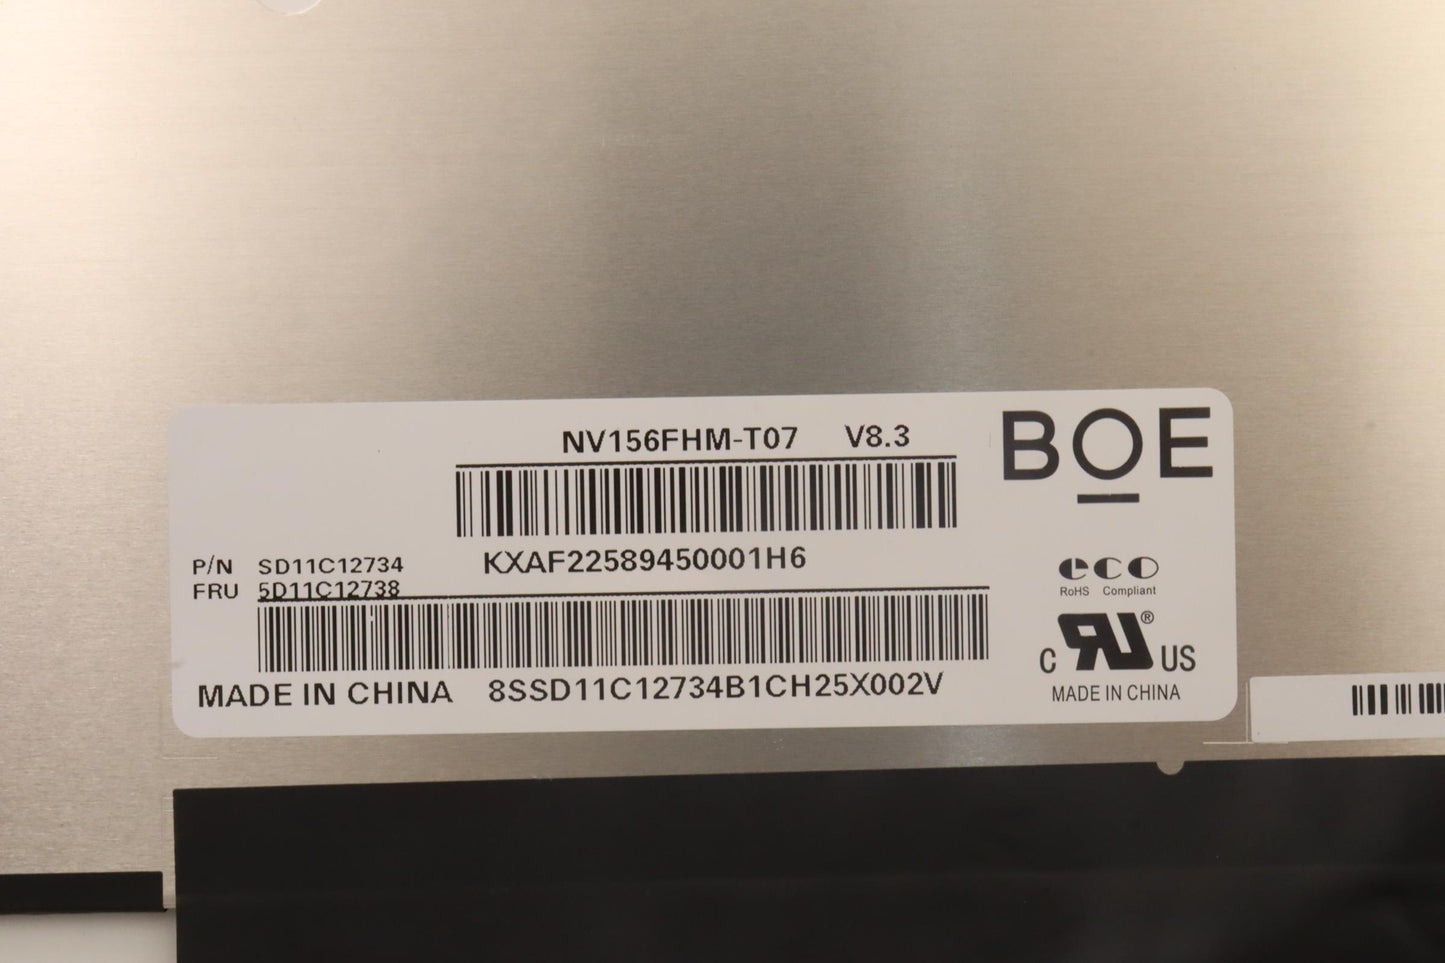 NV156FHM-T07 V8.3
BOE
KXAF22589450001H6
P/N SD11C12734
FRU 5D11C12738
MADE IN CHINA 8SSD11C12734B1CH25X002V
eco
RoHS Compliant
C RU® US
MADE IN CHINA